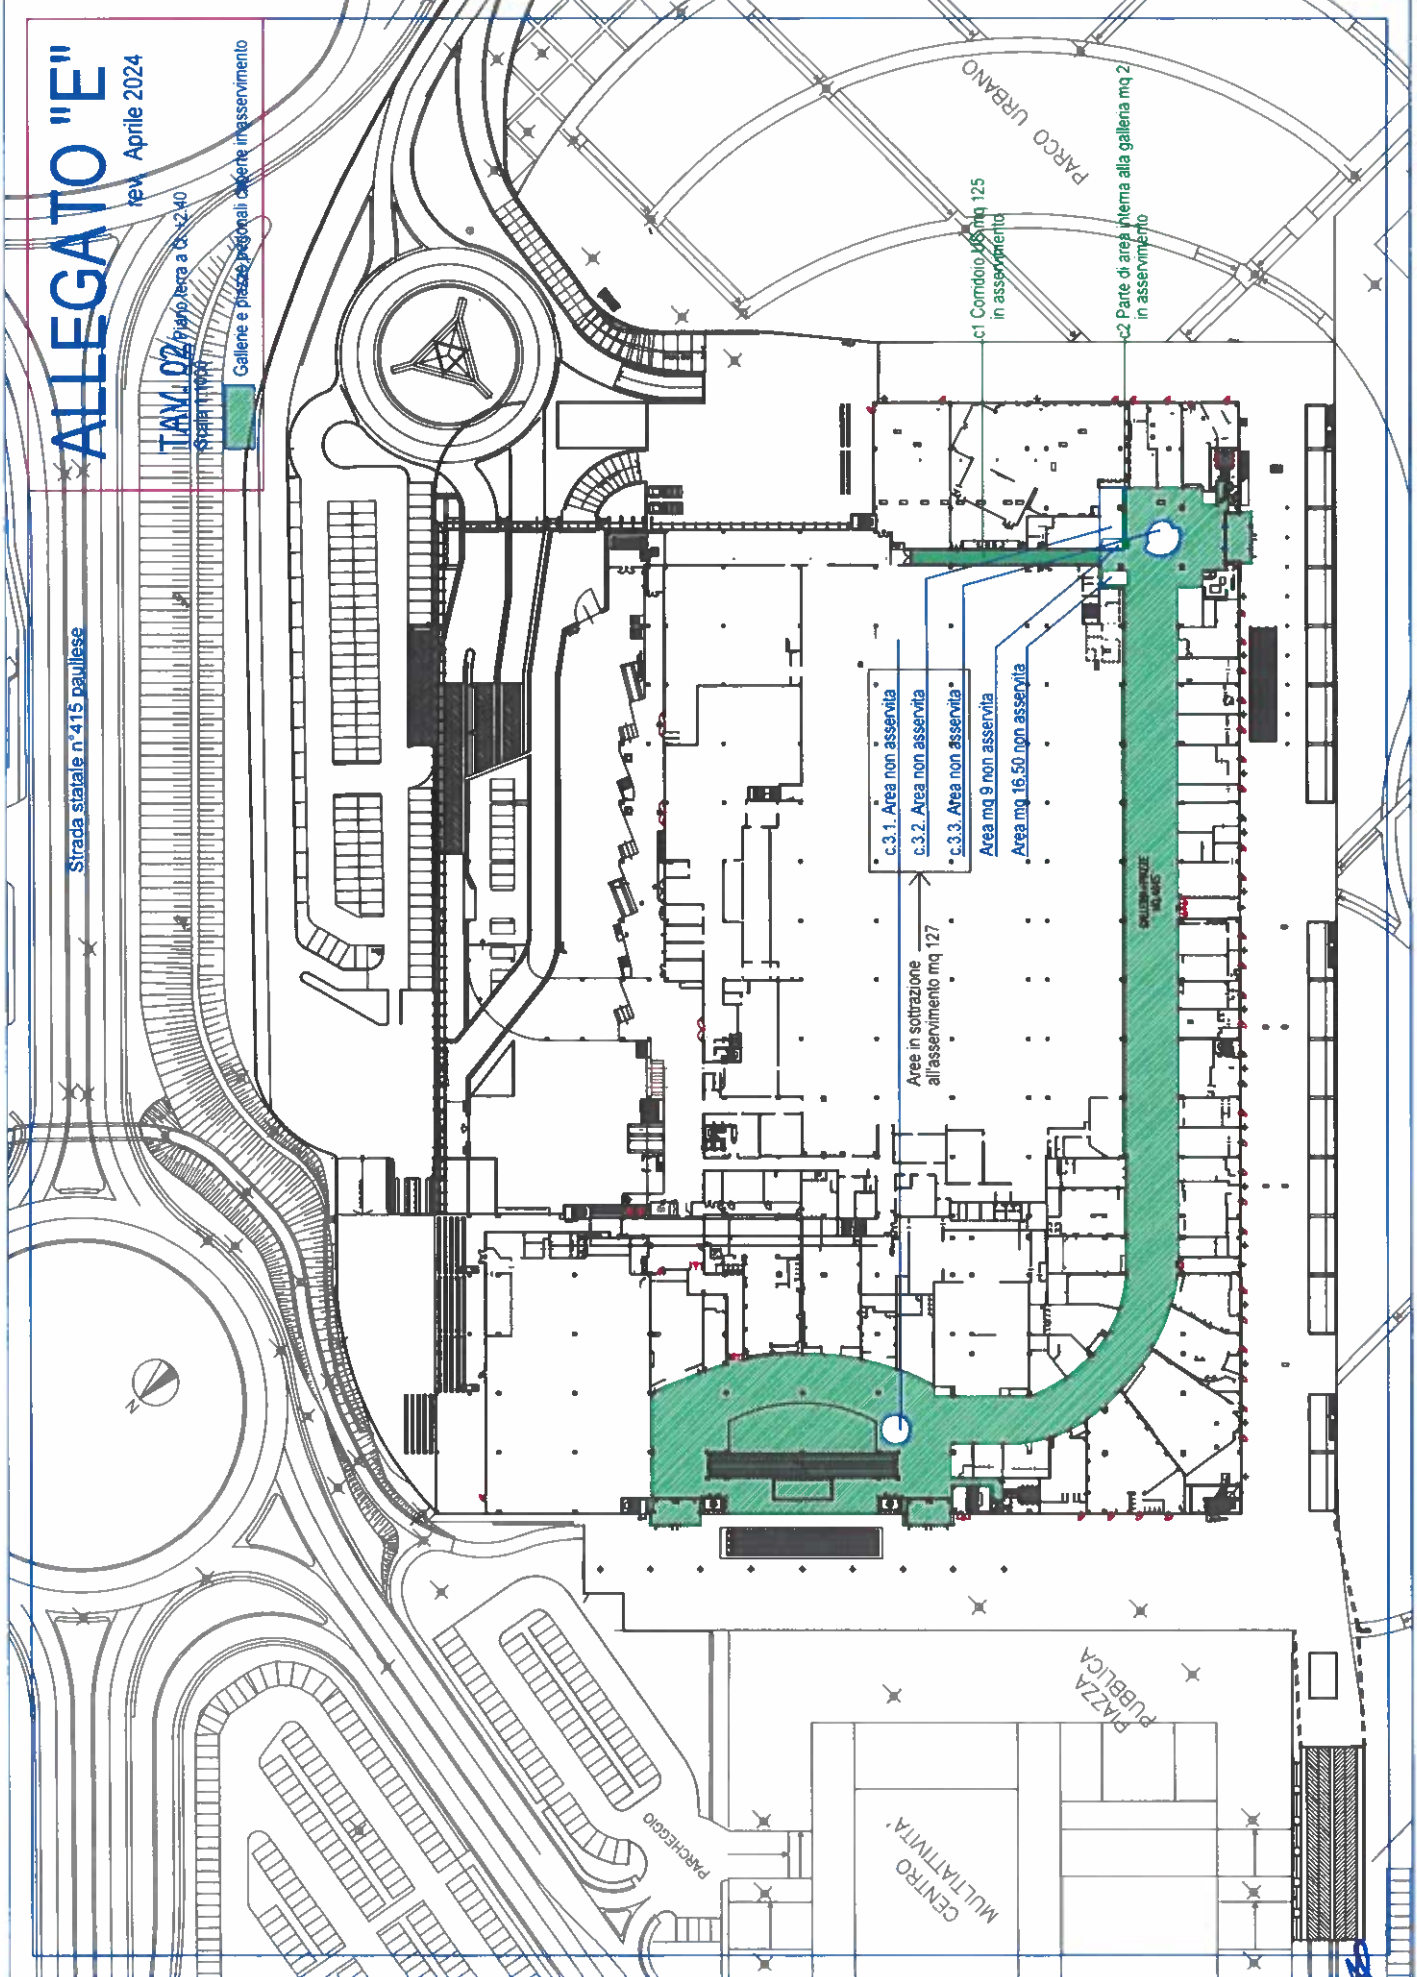 ALLEGATO "E"
rev. Aprile 2024
TAV. 02 Piano terra a Q. +2.40
Scala 1:1000
Gallerie e piazze pedonali coperte in asservimento
Strada statale n°415 paullese
PARCO URBANO
c1 Corridoio US mq 125
in asservimento
c2 Parte di area interna alla galleria mq 2
in asservimento
c.3.1. Area non asservita
c.3.2. Area non asservita
c.3.3. Area non asservita
Area mq 9 non asservita
Area mq 16,50 non asservita
Aree in sottrazione
all'asservimento mq 127
N
PARCHEGGIO
CENTRO
MULTIATTIVITA'
PIAZZA
PUBBLICA